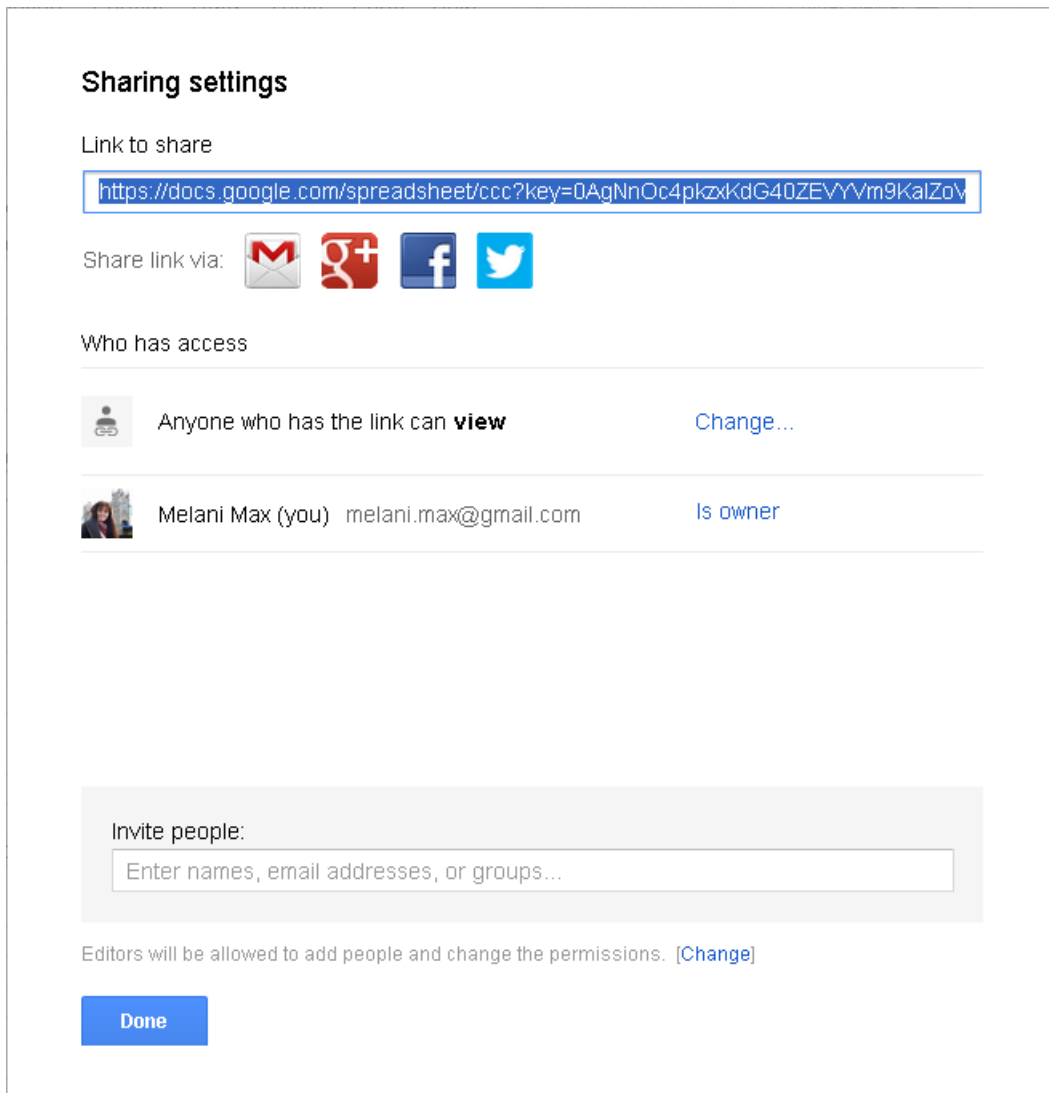 Sharing settings
Link to share
https://docs.google.com/spreadsheet/ccc?key=0AgNnOc4pkzxKdG40ZEVYVm9KalZoV
Share link via:
Who has access
Anyone who has the link can view Change...
Melani Max (you) melani.max@gmail.com Is owner
Invite people:
Enter names, email addresses, or groups...
Editors will be allowed to add people and change the permissions. [Change]
Done